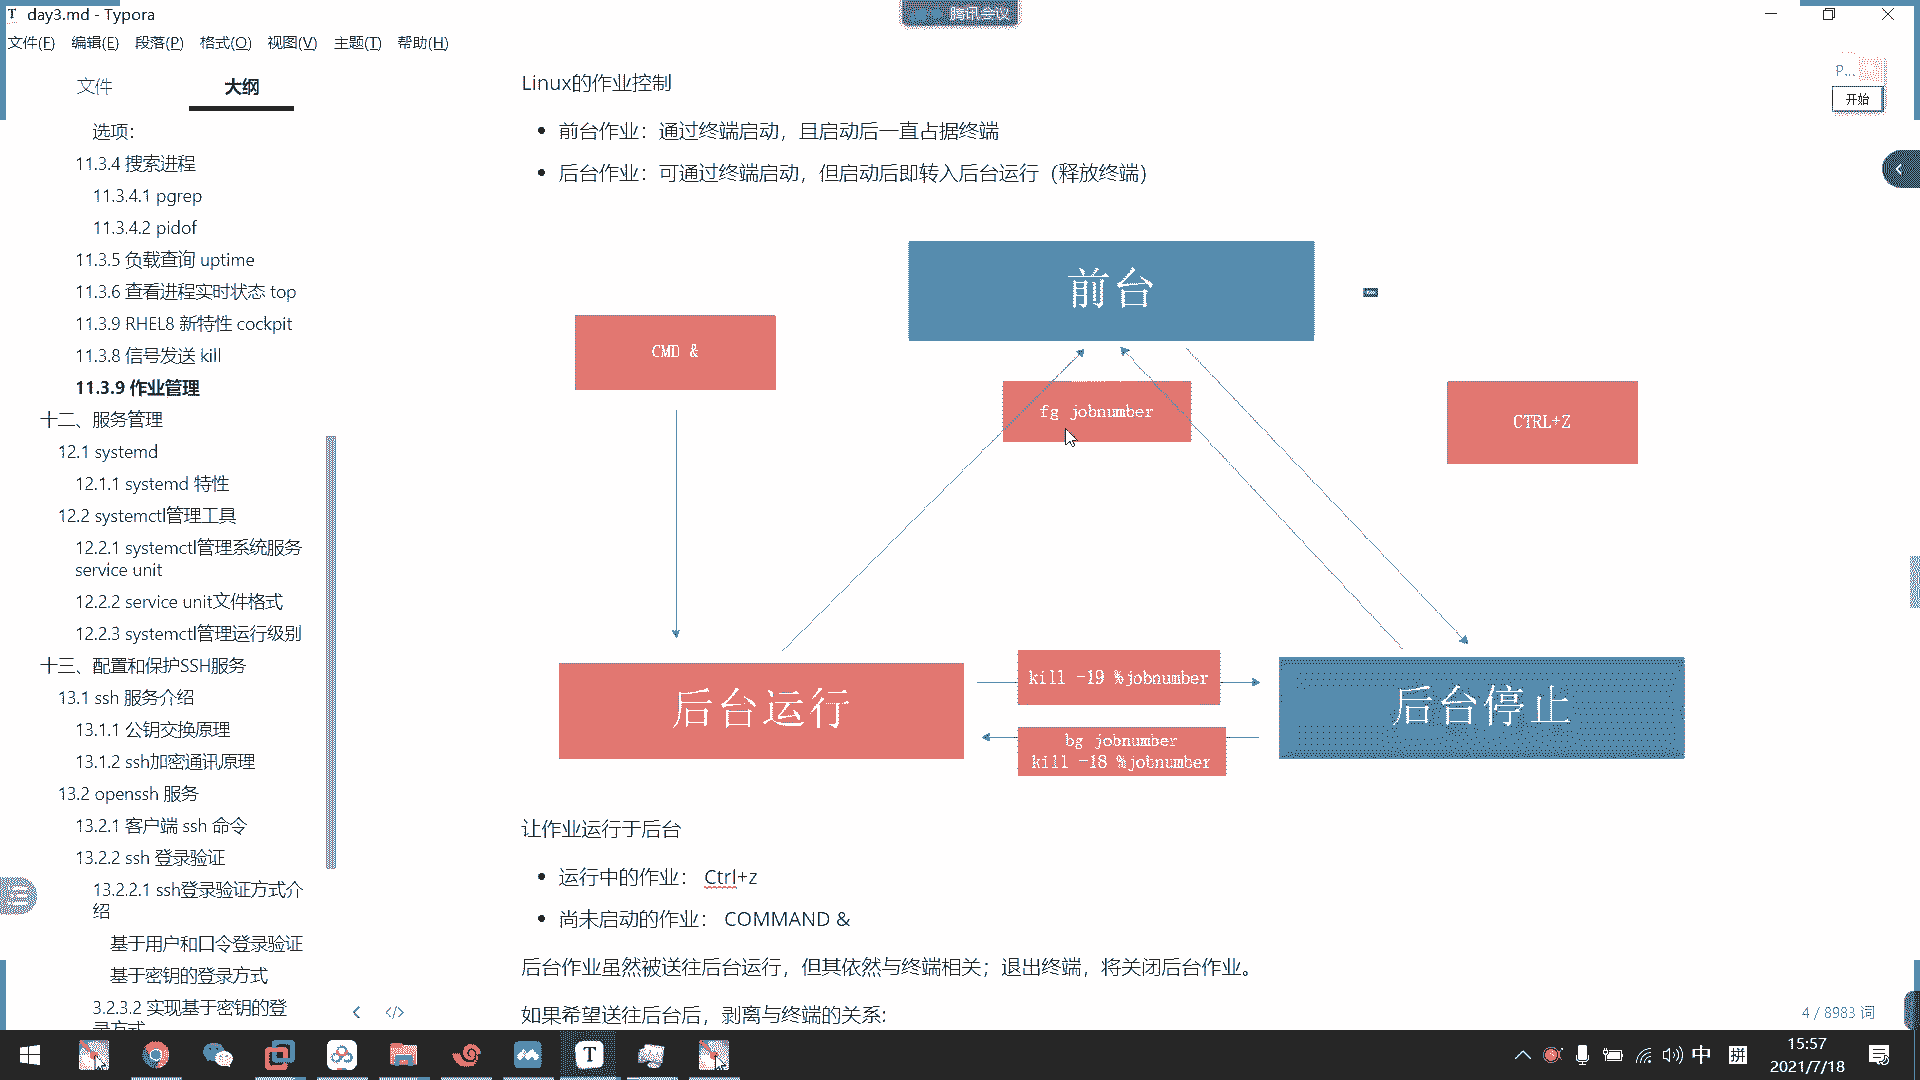 day3.md - Typora
腾讯会议
文件(F) 编辑(E) 段落(P) 格式(O) 视图(V) 主题(T) 帮助(H)
文件 大纲
选项：
11.3.4 搜索进程
11.3.4.1 pgrep
11.3.4.2 pidof
11.3.5 负载查询 uptime
11.3.6 查看进程实时状态 top
11.3.9 RHEL8 新特性 cockpit
11.3.8 信号发送 kill
11.3.9 作业管理
十二、服务管理
12.1 systemd
12.1.1 systemd 特性
12.2 systemctl管理工具
12.2.1 systemctl管理系统服务
service unit
12.2.2 service unit文件格式
12.2.3 systemctl管理运行级别
十三、配置和保护SSH服务
13.1 ssh 服务介绍
13.1.1 公钥交换原理
13.1.2 ssh加密通讯原理
13.2 openssh 服务
13.2.1 客户端 ssh 命令
13.2.2 ssh 登录验证
13.2.2.1 ssh登录验证方式介
绍
基于用户和口令登录验证
基于密钥的登录方式
3.2.3.2 实现基于密钥的登
录方式
Linux的作业控制
前台作业：通过终端启动，且启动后一直占据终端
后台作业：可通过终端启动，但启动后即转入后台运行（释放终端）
P...
开始
前台
CMD &
fg jobnumber
CTRL+Z
后台运行
kill -19 %jobnumber
bg jobnumber
kill -18 %jobnumber
后台停止
让作业运行于后台
运行中的作业： Ctrl+z
尚未启动的作业： COMMAND &
后台作业虽然被送往后台运行，但其依然与终端相关；退出终端，将关闭后台作业。
如果希望送往后台后，剥离与终端的关系:
4 / 8983 词
中 拼
15:57
2021/7/18